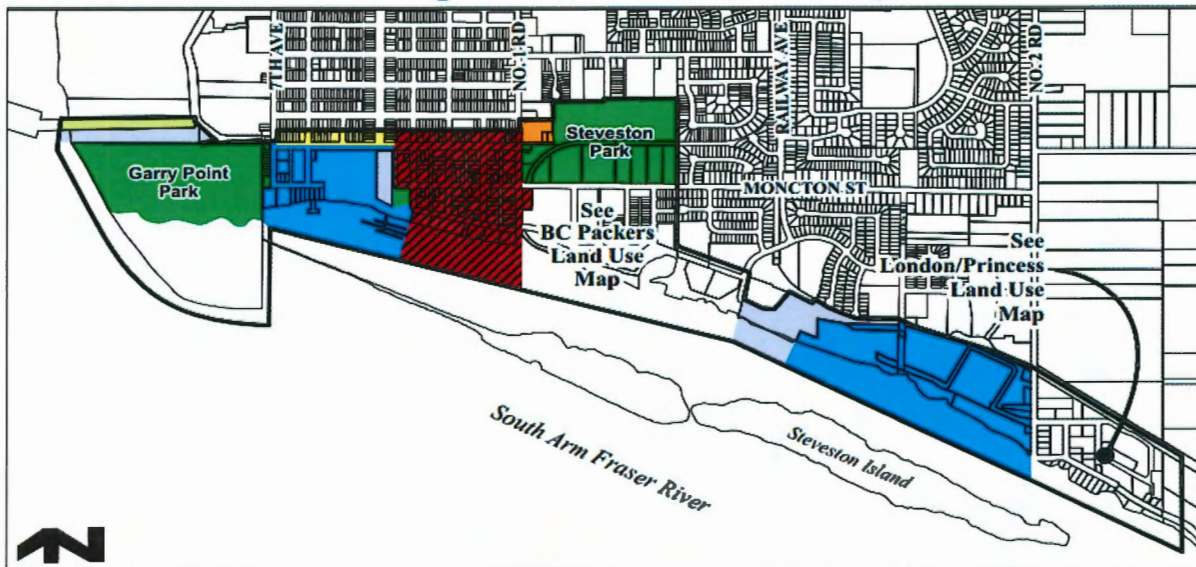 7TH AVE
NO. 1 RD
RAILWAY AVE
NO. 2 RD
Garry Point
Park
Steveston
Park
MONCTON ST
See
BC Packers
Land Use
Map
See
London/Princess
Land Use
Map
South Arm Fraser River
Steveston Island
N